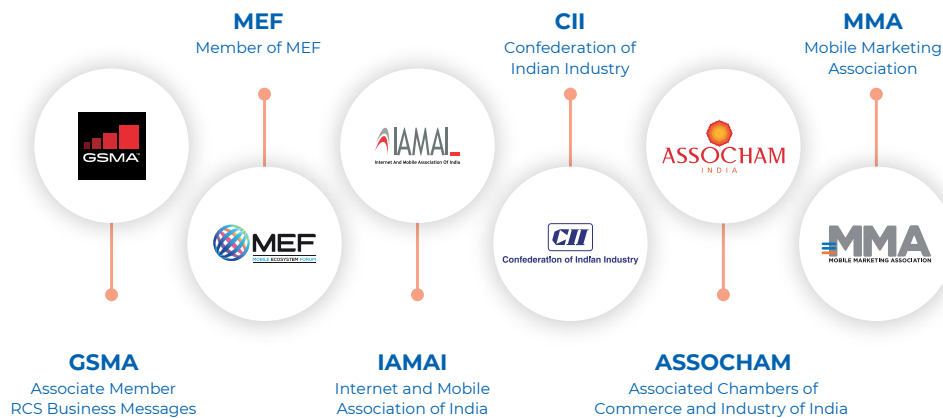 MEF
Member of MEF
CII
Confederation of
Indian Industry
MMA
Mobile Marketing
Association
GSMA
MEF
MOBILE ECOSYSTEM FORUM
IAMAI
Internet And Mobile Association Of India
CII
Confederation of Indian Industry
ASSOCHAM
INDIA
MMA
MOBILE MARKETING ASSOCIATION
GSMA
Associate Member
RCS Business Messages
IAMAI
Internet and Mobile
Association of India
ASSOCHAM
Associated Chambers of
Commerce and Industry of India